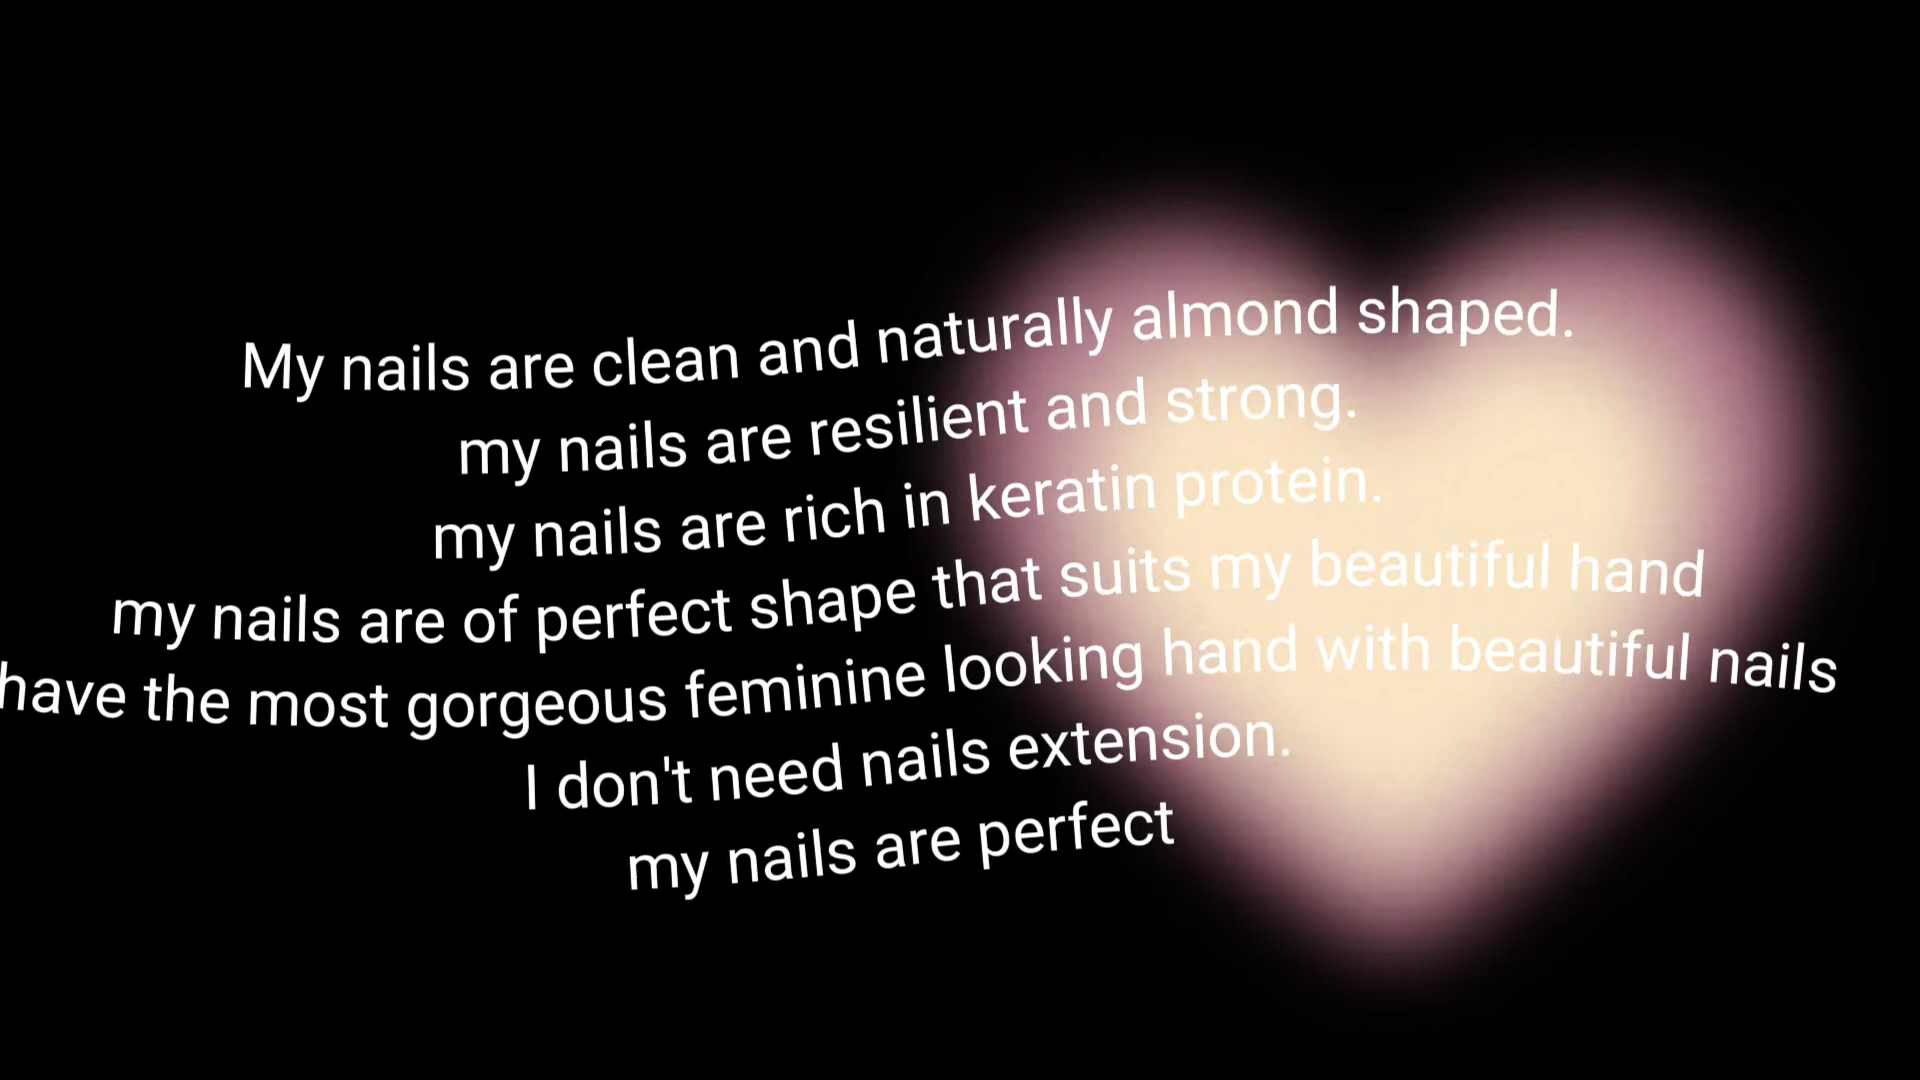 My nails are clean and naturally almond shaped.
my nails are resilient and strong.
my nails are rich in keratin protein.
my nails are of perfect shape that suits my beautiful hand
have the most gorgeous feminine looking hand with beautiful nails
I don't need nails extension.
my nails are perfect